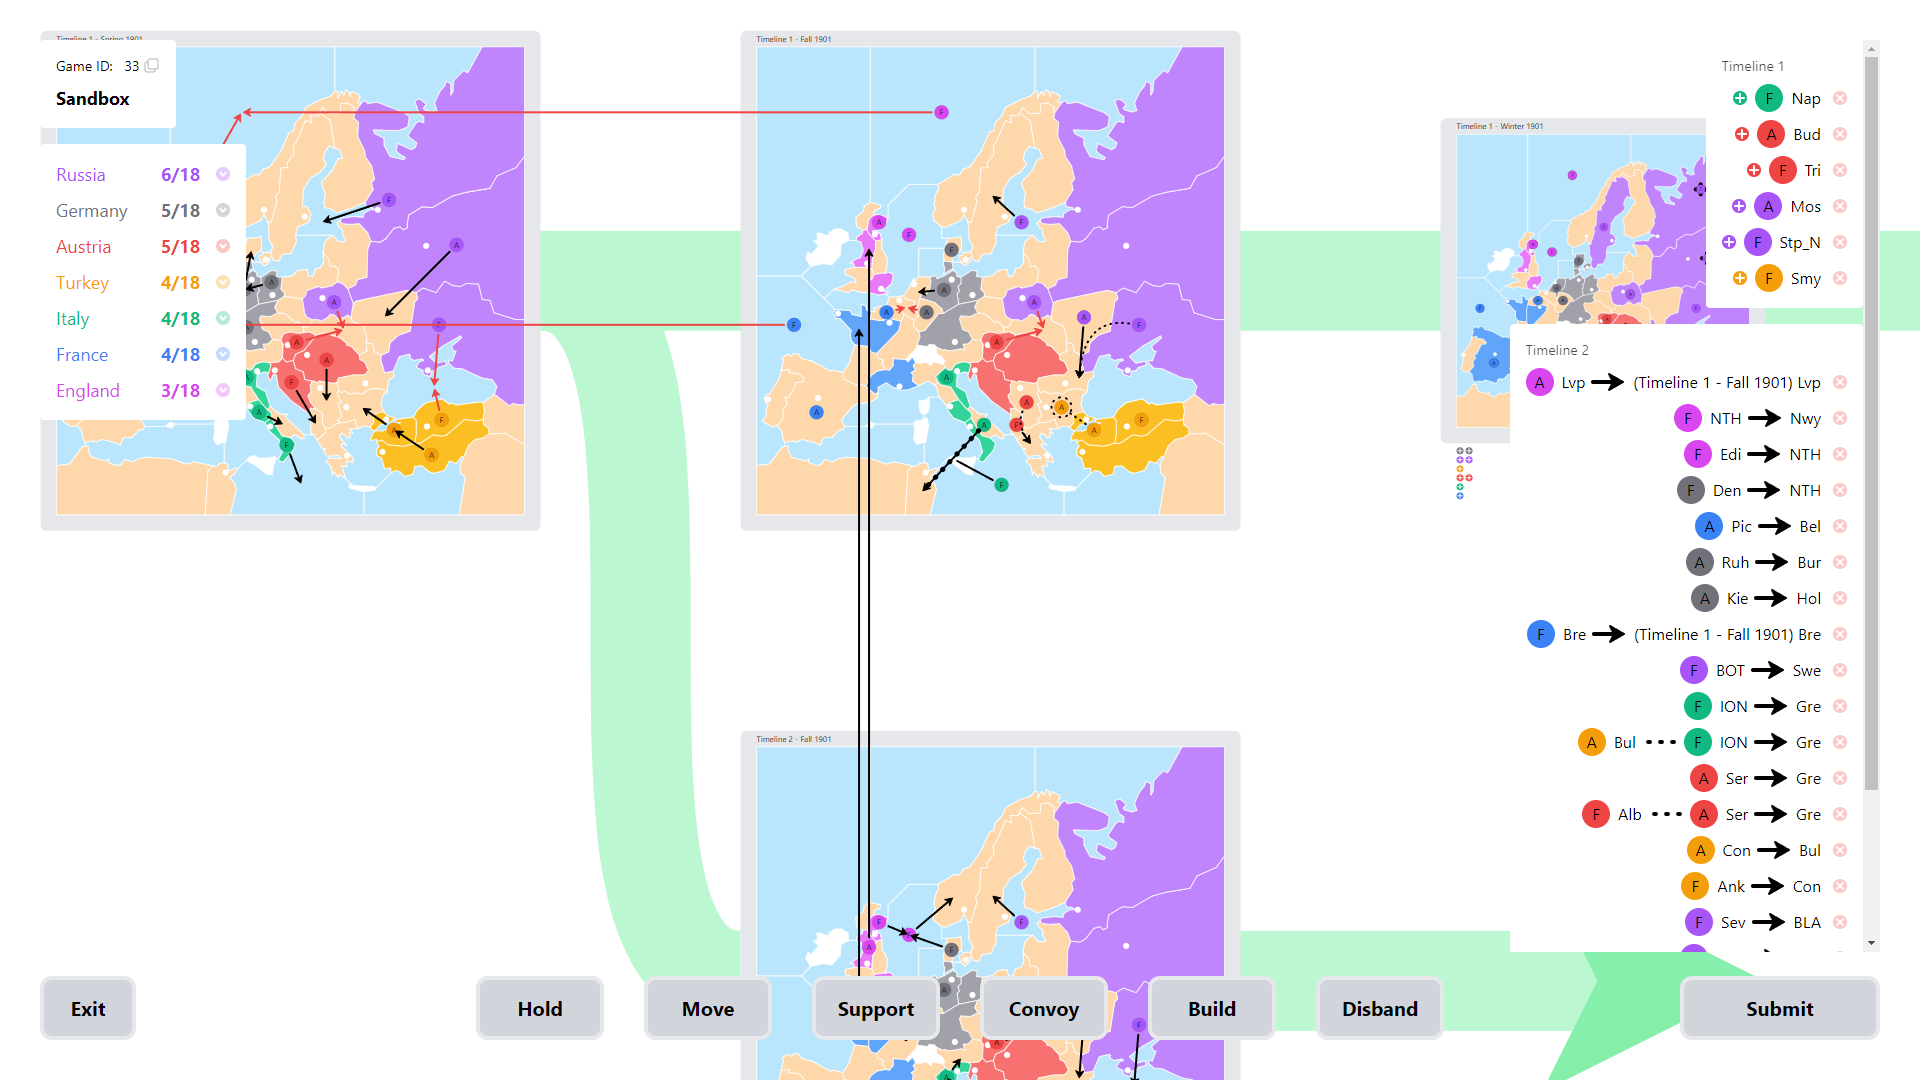 Timeline 1 - Spring 1901
Game ID: 33
Sandbox
Russia 6/18
Germany 5/18
Austria 5/18
Turkey 4/18
Italy 4/18
France 4/18
England 3/18
Timeline 1 - Fall 1901
Timeline 1 - Winter 1901
Timeline 2 - Fall 1901
Timeline 1
F Nap
A Bud
F Tri
A Mos
F Stp_N
F Smy
Timeline 2
A Lvp (Timeline 1 - Fall 1901) Lvp
F NTH Nwy
F Edi NTH
F Den NTH
A Pic Bel
A Ruh Bur
A Kie Hol
F Bre (Timeline 1 - Fall 1901) Bre
F BOT Swe
F ION Gre
A Bul F ION Gre
A Ser Gre
F Alb A Ser Gre
A Con Bul
F Ank Con
F Sev BLA
Exit
Hold
Move
Support
Convoy
Build
Disband
Submit